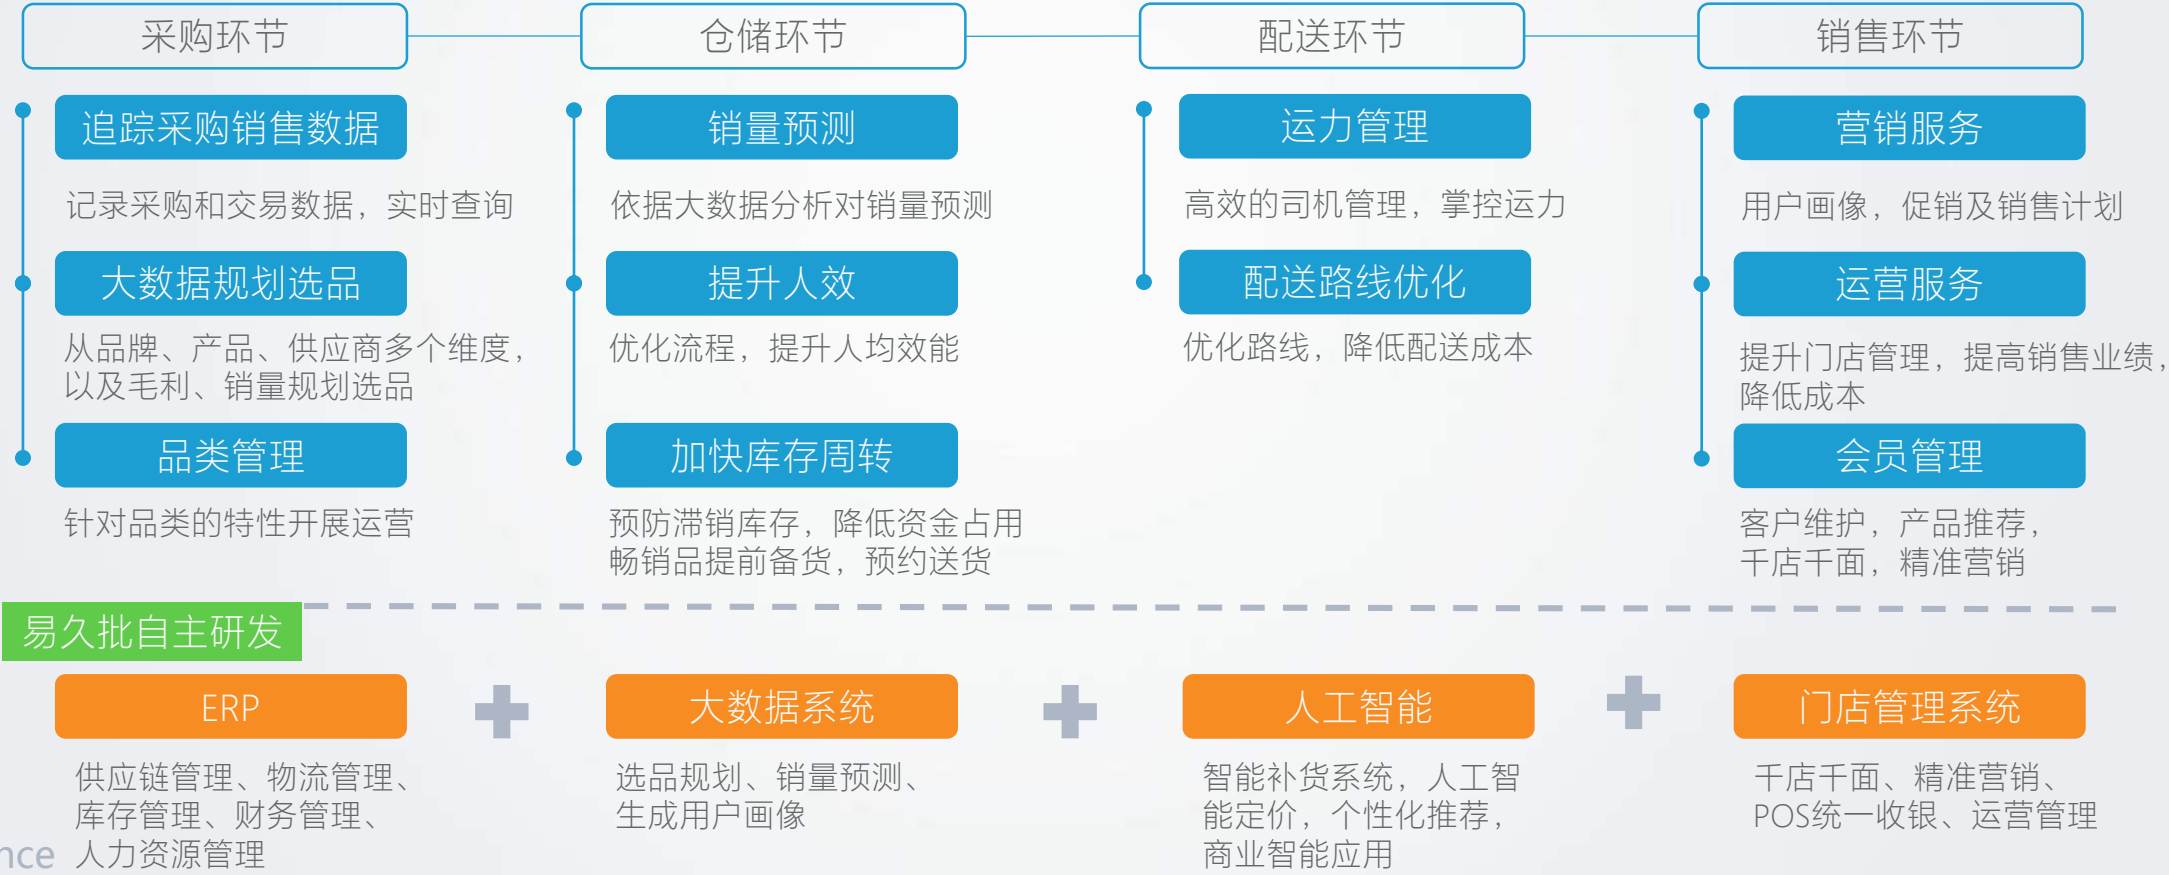 采购环节
仓储环节
配送环节
销售环节
追踪采购销售数据
销量预测
运力管理
营销服务
记录采购和交易数据，实时查询
依据大数据分析对销量预测
高效的司机管理，掌控运力
用户画像，促销及销售计划
大数据规划选品
提升人效
配送路线优化
运营服务
从品牌、产品、供应商多个维度，
以及毛利、销量规划选品
优化流程，提升人均效能
优化路线，降低配送成本
提升门店管理，提高销售业绩，
降低成本
品类管理
加快库存周转
会员管理
针对品类的特性开展运营
预防滞销库存，降低资金占用
畅销品提前备货，预约送货
客户维护，产品推荐，
千店千面，精准营销
易久批自主研发
ERP
大数据系统
人工智能
门店管理系统
供应链管理、物流管理、
库存管理、财务管理、
人力资源管理
选品规划、销量预测、
生成用户画像
智能补货系统，人工智
能定价，个性化推荐，
商业智能应用
千店千面、精准营销、
POS统一收银、运营管理